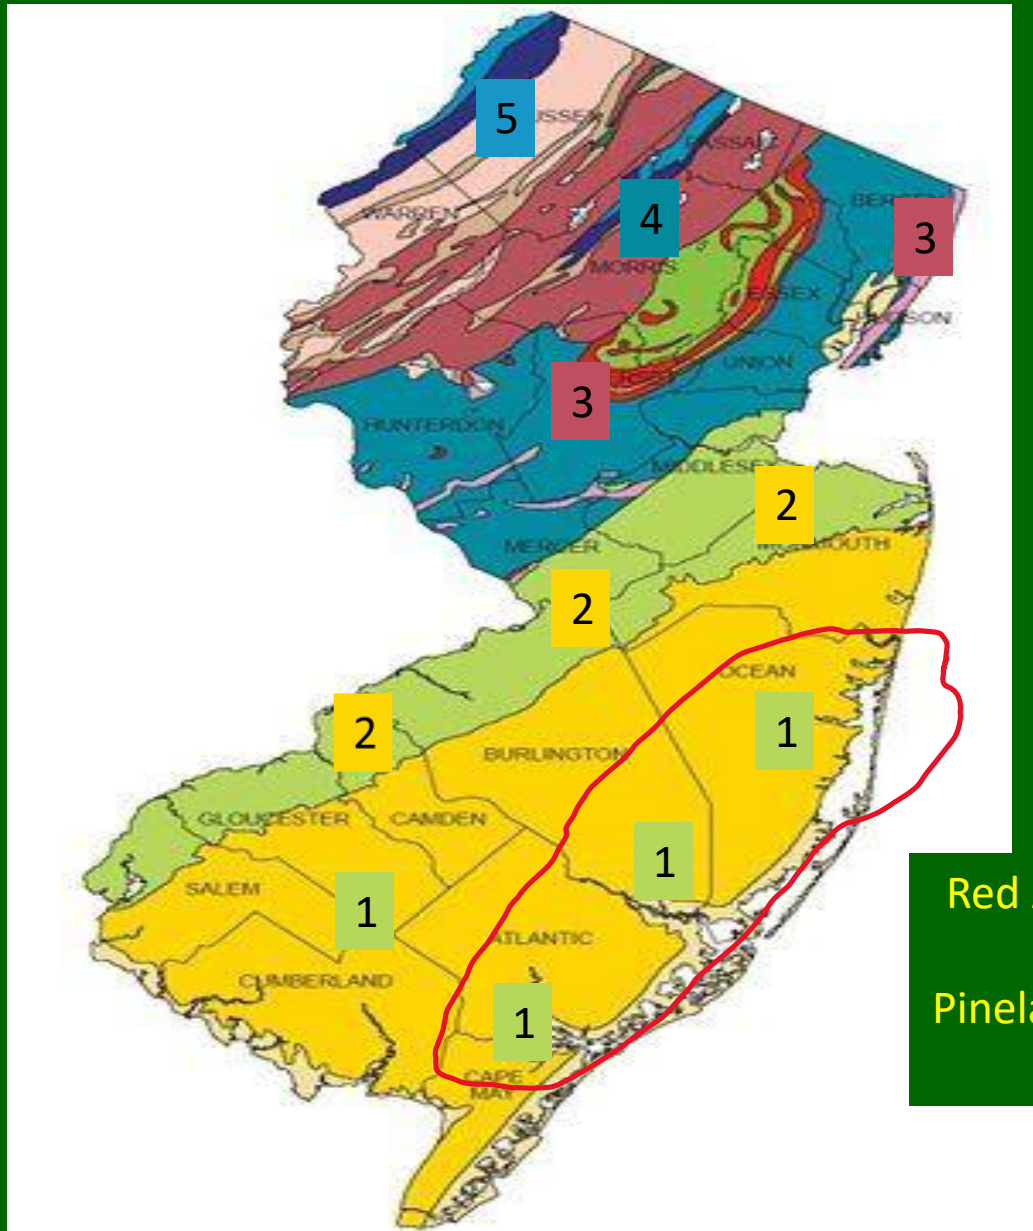 5
USSEX
PASSAIC
WARREN
4
BERGEN
3
MORRIS
ESSEX
HUDSON
UNION
3
HUNTERDON
MIDDLESEX
2
MERCER
MONMOUTH
2
OCEAN
2
1
BURLINGTON
GLOUCESTER
CAMDEN
1
SALEM
1
ATLANTIC
CUMBERLAND
1
CAPE
MAY
Red
Pinela